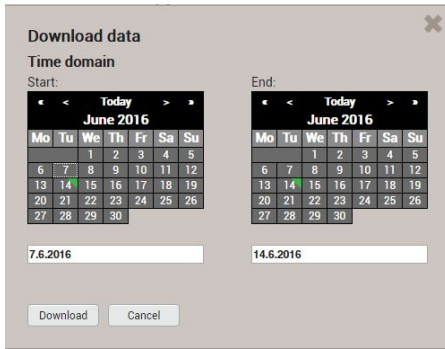 Download data
Time domain
Start:
« < Today > »
June 2016
Mo Tu We Th Fr Sa Su
1 2 3 4 5
6 7 8 9 10 11 12
13 14 15 16 17 18 19
20 21 22 23 24 25 26
27 28 29 30
7.6.2016
End:
« < Today > »
June 2016
Mo Tu We Th Fr Sa Su
1 2 3 4 5
6 7 8 9 10 11 12
13 14 15 16 17 18 19
20 21 22 23 24 25 26
27 28 29 30
14.6.2016
Download Cancel